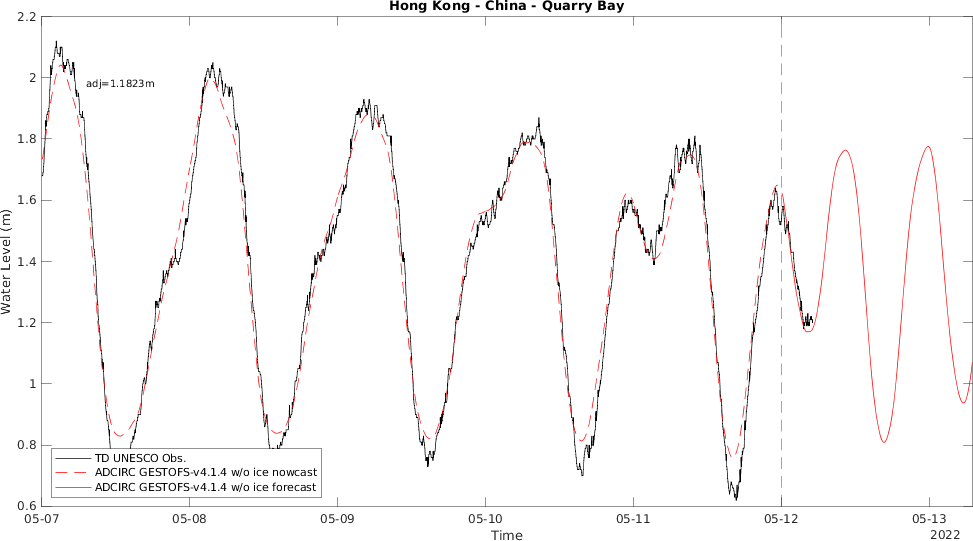 Hong Kong - China - Quarry Bay
2.2
2
1.8
1.6
1.4
1.2
1
0.8
0.6
Water Level (m)
adj=1.1823m
TD UNESCO Obs.
ADCIRC GESTOFS-v4.1.4 w/o ice nowcast
ADCIRC GESTOFS-v4.1.4 w/o ice forecast
05-07 05-08 05-09 05-10 05-11 05-12 05-13
Time
2022